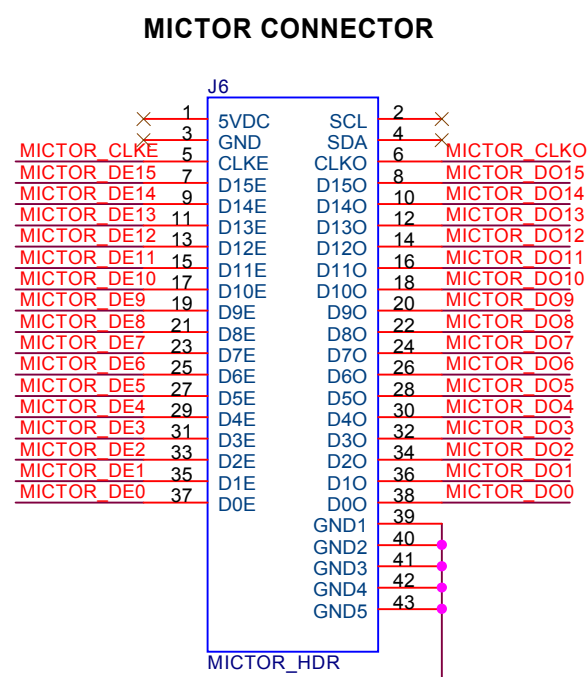 MICTOR CONNECTOR
J6
1 5VDC SCL 2
3 GND SDA 4
MICTOR_CLKE 5 CLKE CLKO 6 MICTOR_CLKO
MICTOR_DE15 7 D15E D15O 8 MICTOR_DO15
MICTOR_DE14 9 D14E D14O 10 MICTOR_DO14
MICTOR_DE13 11 D13E D13O 12 MICTOR_DO13
MICTOR_DE12 13 D12E D12O 14 MICTOR_DO12
MICTOR_DE11 15 D11E D11O 16 MICTOR_DO11
MICTOR_DE10 17 D10E D10O 18 MICTOR_DO10
MICTOR_DE9 19 D9E D9O 20 MICTOR_DO9
MICTOR_DE8 21 D8E D8O 22 MICTOR_DO8
MICTOR_DE7 23 D7E D7O 24 MICTOR_DO7
MICTOR_DE6 25 D6E D6O 26 MICTOR_DO6
MICTOR_DE5 27 D5E D5O 28 MICTOR_DO5
MICTOR_DE4 29 D4E D4O 30 MICTOR_DO4
MICTOR_DE3 31 D3E D3O 32 MICTOR_DO3
MICTOR_DE2 33 D2E D2O 34 MICTOR_DO2
MICTOR_DE1 35 D1E D1O 36 MICTOR_DO1
MICTOR_DE0 37 D0E D0O 38 MICTOR_DO0
GND1 39
GND2 40
GND3 41
GND4 42
GND5 43
MICTOR_HDR